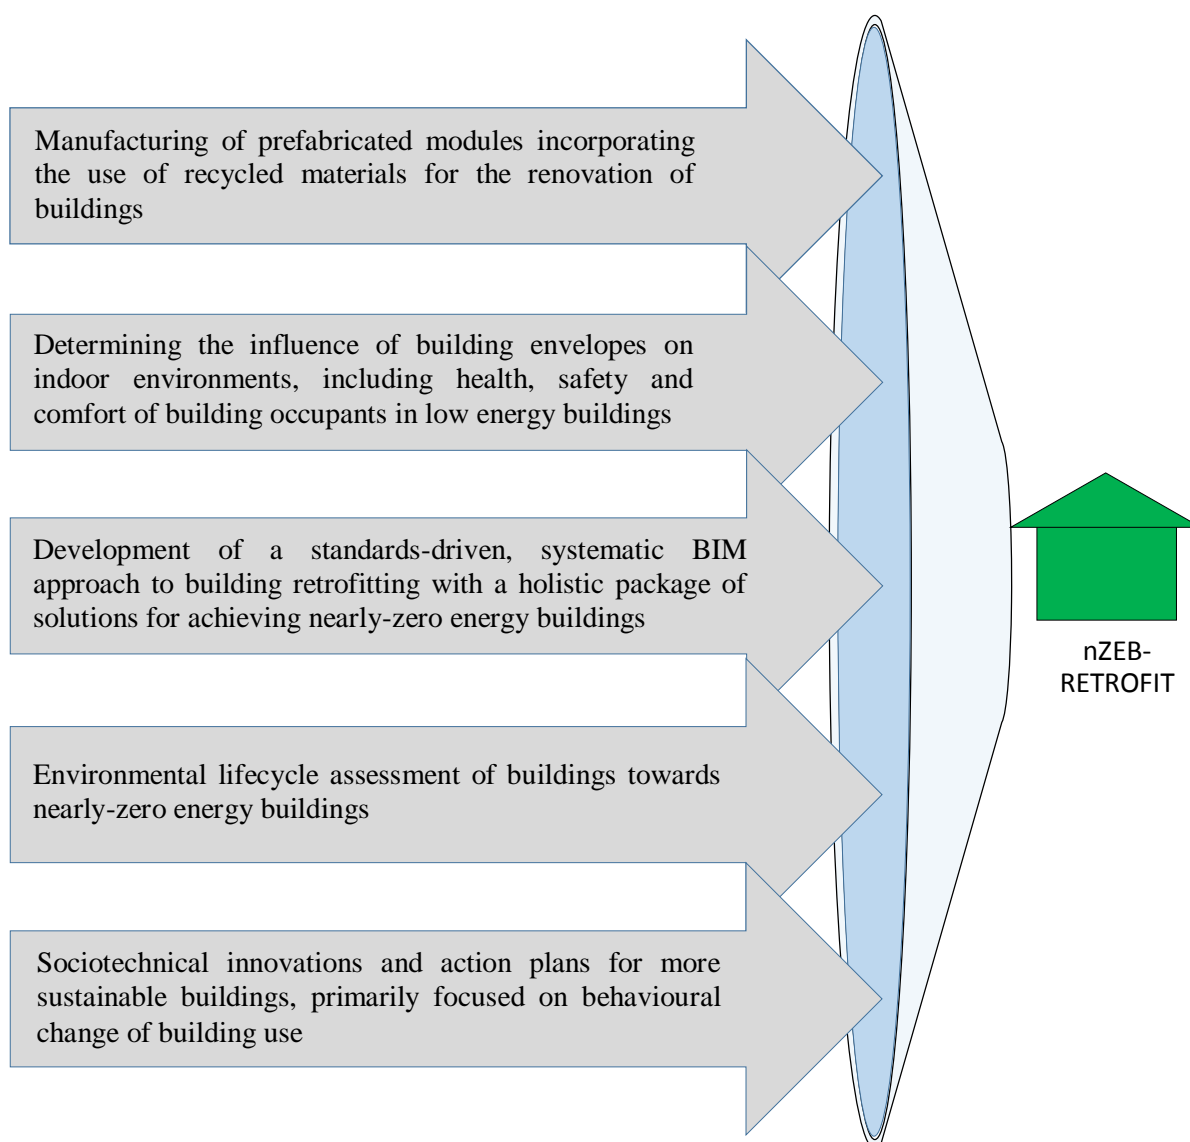 Manufacturing of prefabricated modules incorporating
the use of recycled materials for the renovation of
buildings
Determining the influence of building envelopes on
indoor environments, including health, safety and
comfort of building occupants in low energy buildings
Development of a standards-driven, systematic BIM
approach to building retrofitting with a holistic package of
solutions for achieving nearly-zero energy buildings
Environmental lifecycle assessment of buildings towards
nearly-zero energy buildings
Sociotechnical innovations and action plans for more
sustainable buildings, primarily focused on behavioural
change of building use
nZEB-
RETROFIT